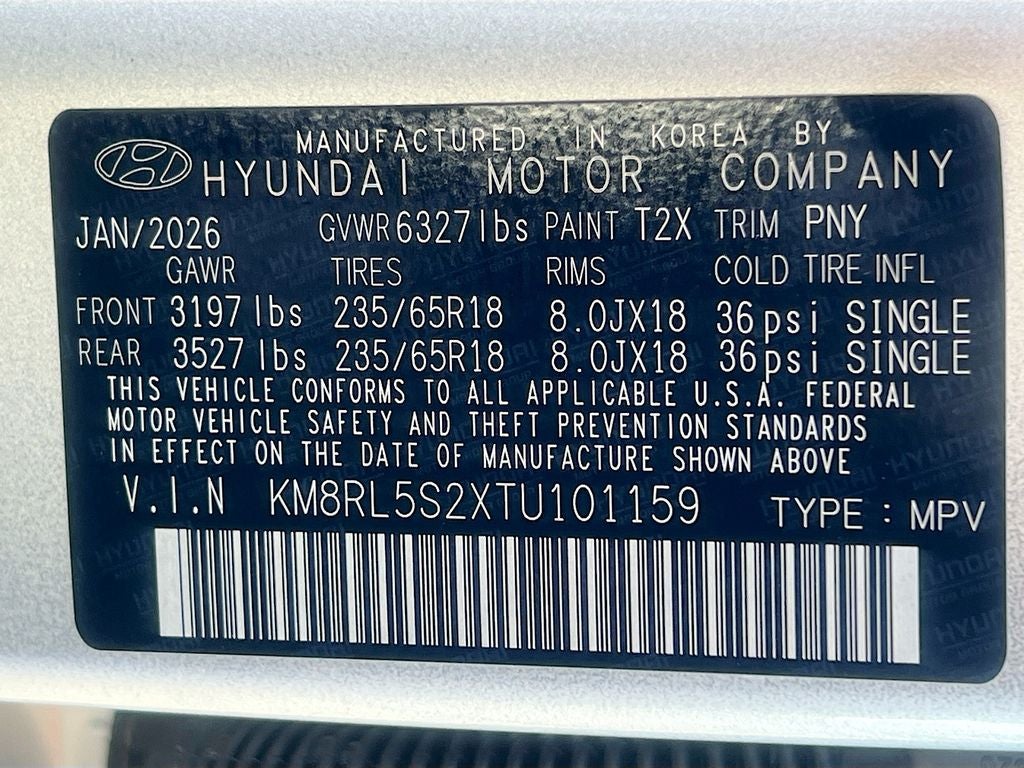 MANUFACTURED IN KOREA BY
HYUNDAI MOTOR COMPANY
JAN/2026 GVWR 6327lbs PAINT T2X TRIM PNY
GAWR TIRES RIMS COLD TIRE INFL
FRONT 3197lbs 235/65R18 8.0JX18 36psi SINGLE
REAR 3527lbs 235/65R18 8.0JX18 36psi SINGLE
THIS VEHICLE CONFORMS TO ALL APPLICABLE U.S.A. FEDERAL
MOTOR VEHICLE SAFETY AND THEFT PREVENTION STANDARDS
IN EFFECT ON THE DATE OF MANUFACTURE SHOWN ABOVE
V.I.N KM8RL5S2XTU101159 TYPE : MPV